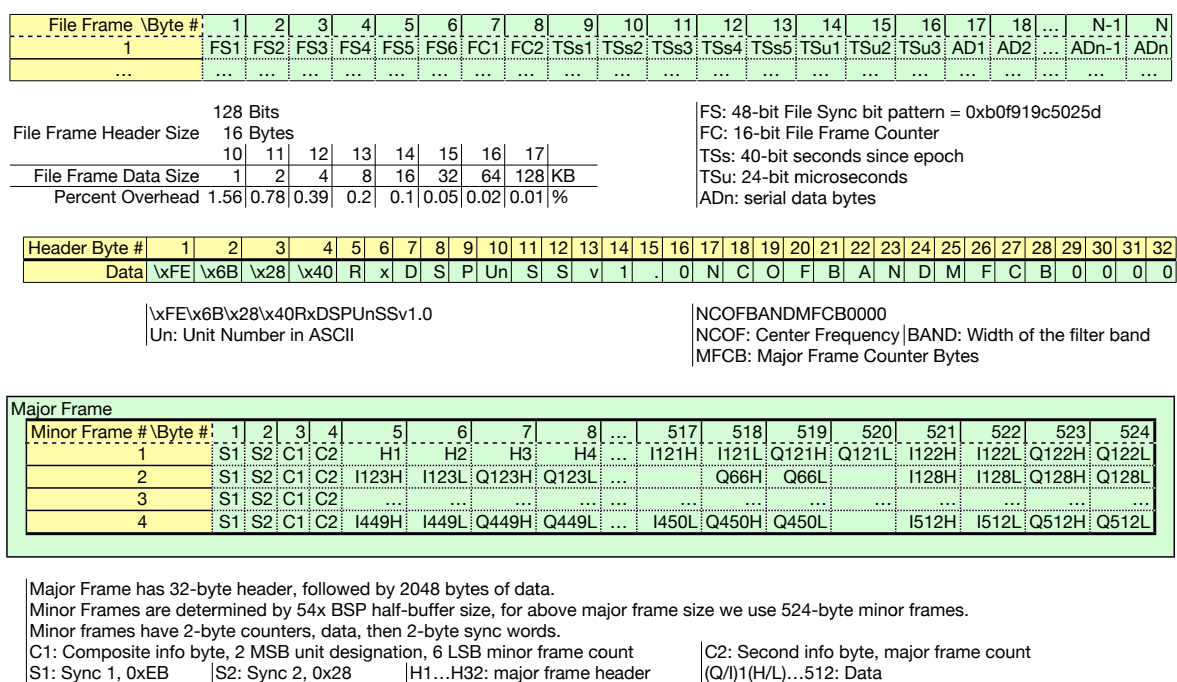 File Frame \Byte # 1 2 3 4 5 6 7 8 9 10 11 12 13 14 15 16 17 18 ... N-1 N
1 FS1 FS2 FS3 FS4 FS5 FS6 FC1 FC2 TSs1 TSs2 TSs3 TSs4 TSs5 TSu1 TSu2 TSu3 AD1 AD2 ... ADn-1 ADn
... ... ... ... ... ... ... ... ... ... ... ... ... ... ... ... ... ... ... ... ... ...
128 Bits
File Frame Header Size 16 Bytes
10 11 12 13 14 15 16 17
File Frame Data Size 1 2 4 8 16 32 64 128 KB
Percent Overhead 1.56 0.78 0.39 0.2 0.1 0.05 0.02 0.01 %
FS: 48-bit File Sync bit pattern = 0xb0f919c5025d
FC: 16-bit File Frame Counter
TSs: 40-bit seconds since epoch
TSu: 24-bit microseconds
ADn: serial data bytes
Header Byte # 1 2 3 4 5 6 7 8 9 10 11 12 13 14 15 16 17 18 19 20 21 22 23 24 25 26 27 28 29 30 31 32
Data \xFE \x6B \x28 \x40 R x D S P Un S S v 1 . 0 N C O F B A N D M F C B 0 0 0 0
\xFE\x6B\x28\x40RxDSPUnSSv1.0
Un: Unit Number in ASCII
NCOFBANDMFCB0000
NCOF: Center Frequency BAND: Width of the filter band
MFCB: Major Frame Counter Bytes
Major Frame
Minor Frame # \Byte # 1 2 3 4 5 6 7 8 ... 517 518 519 520 521 522 523 524
1 S1 S2 C1 C2 H1 H2 H3 H4 ... I121H I121L Q121H Q121L I122H I122L Q122H Q122L
2 S1 S2 C1 C2 I123H I123L Q123H Q123L ... Q66H Q66L I128H I128L Q128H Q128L
3 S1 S2 C1 C2 ... ... ... ... ... ... ... ... ... ... ... ... ...
4 S1 S2 C1 C2 I449H I449L Q449H Q449L ... I450L Q450H Q450L I512H I512L Q512H Q512L
Major Frame has 32-byte header, followed by 2048 bytes of data.
Minor Frames are determined by 54x BSP half-buffer size, for above major frame size we use 524-byte minor frames.
Minor frames have 2-byte counters, data, then 2-byte sync words.
C1: Composite info byte, 2 MSB unit designation, 6 LSB minor frame count C2: Second info byte, major frame count
S1: Sync 1, 0xEB S2: Sync 2, 0x28 H1...H32: major frame header (Q/I)1(H/L)...512: Data